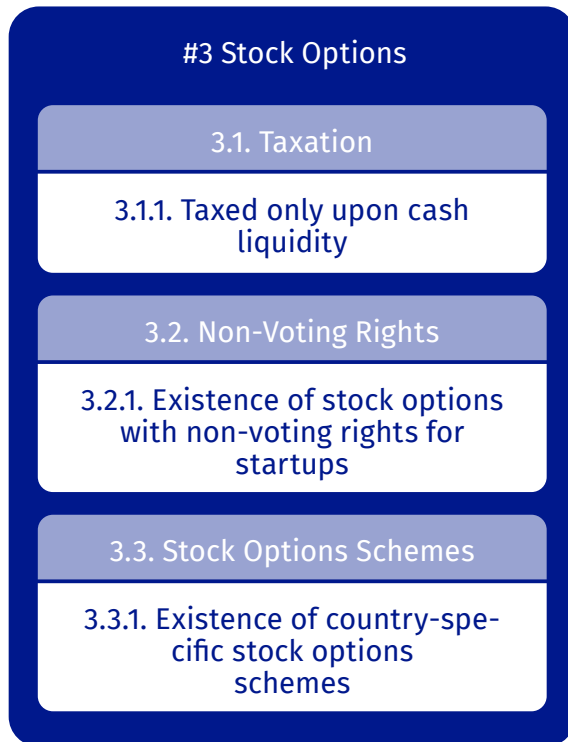 #3 Stock Options
3.1. Taxation
3.1.1. Taxed only upon cash
liquidity
3.2. Non-Voting Rights
3.2.1. Existence of stock options
with non-voting rights for
startups
3.3. Stock Options Schemes
3.3.1. Existence of country-spe-
cific stock options
schemes